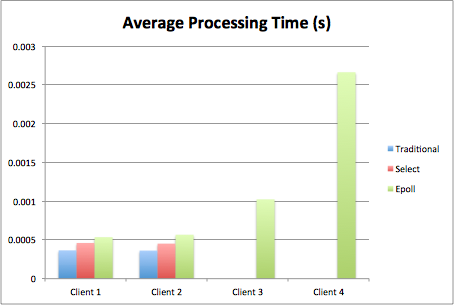 Average Processing Time (s)
0.003
0.0025
0.002
0.0015
0.001
0.0005
0
Client 1 Client 2 Client 3 Client 4
Traditional
Select
Epoll